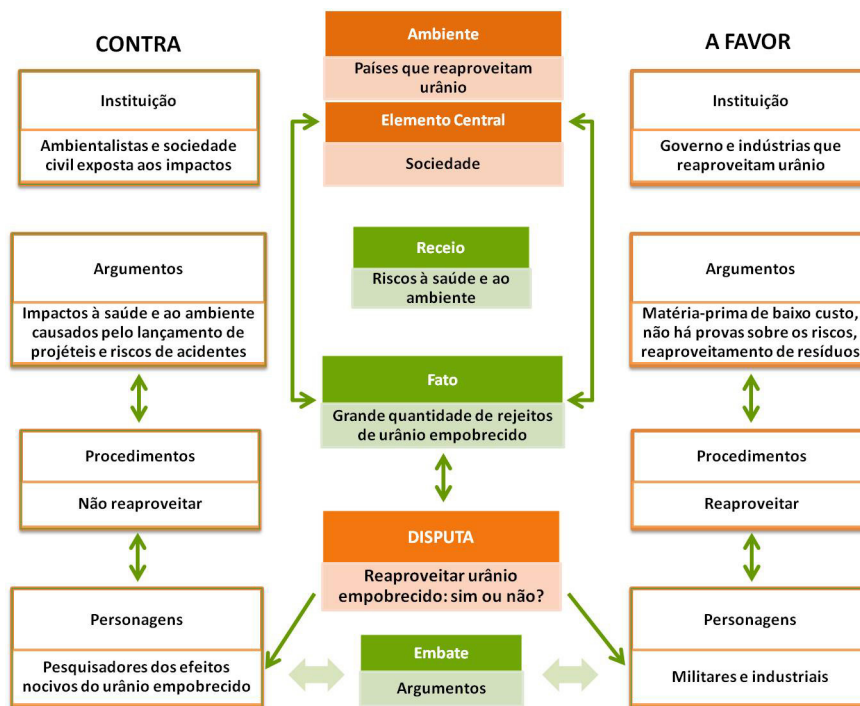 CONTRA
Instituição
Ambientalistas e sociedade
civil exposta aos impactos
Argumentos
Impactos à saúde e ao ambiente
causados pelo lançamento de
projéteis e riscos de acidentes
Procedimentos
Não reaproveitar
Personagens
Pesquisadores dos efeitos
nocivos do urânio empobrecido
Ambiente
Países que reaproveitam
urânio
Elemento Central
Sociedade
Receio
Riscos à saúde e ao
ambiente
Fato
Grande quantidade de rejeitos
de urânio empobrecido
DISPUTA
Reaproveitar urânio
empobrecido: sim ou não?
Embate
Argumentos
A FAVOR
Instituição
Governo e indústrias que
reaproveitam urânio
Argumentos
Matéria-prima de baixo custo,
não há provas sobre os riscos,
reaproveitamento de resíduos
Procedimentos
Reaproveitar
Personagens
Militares e industriais